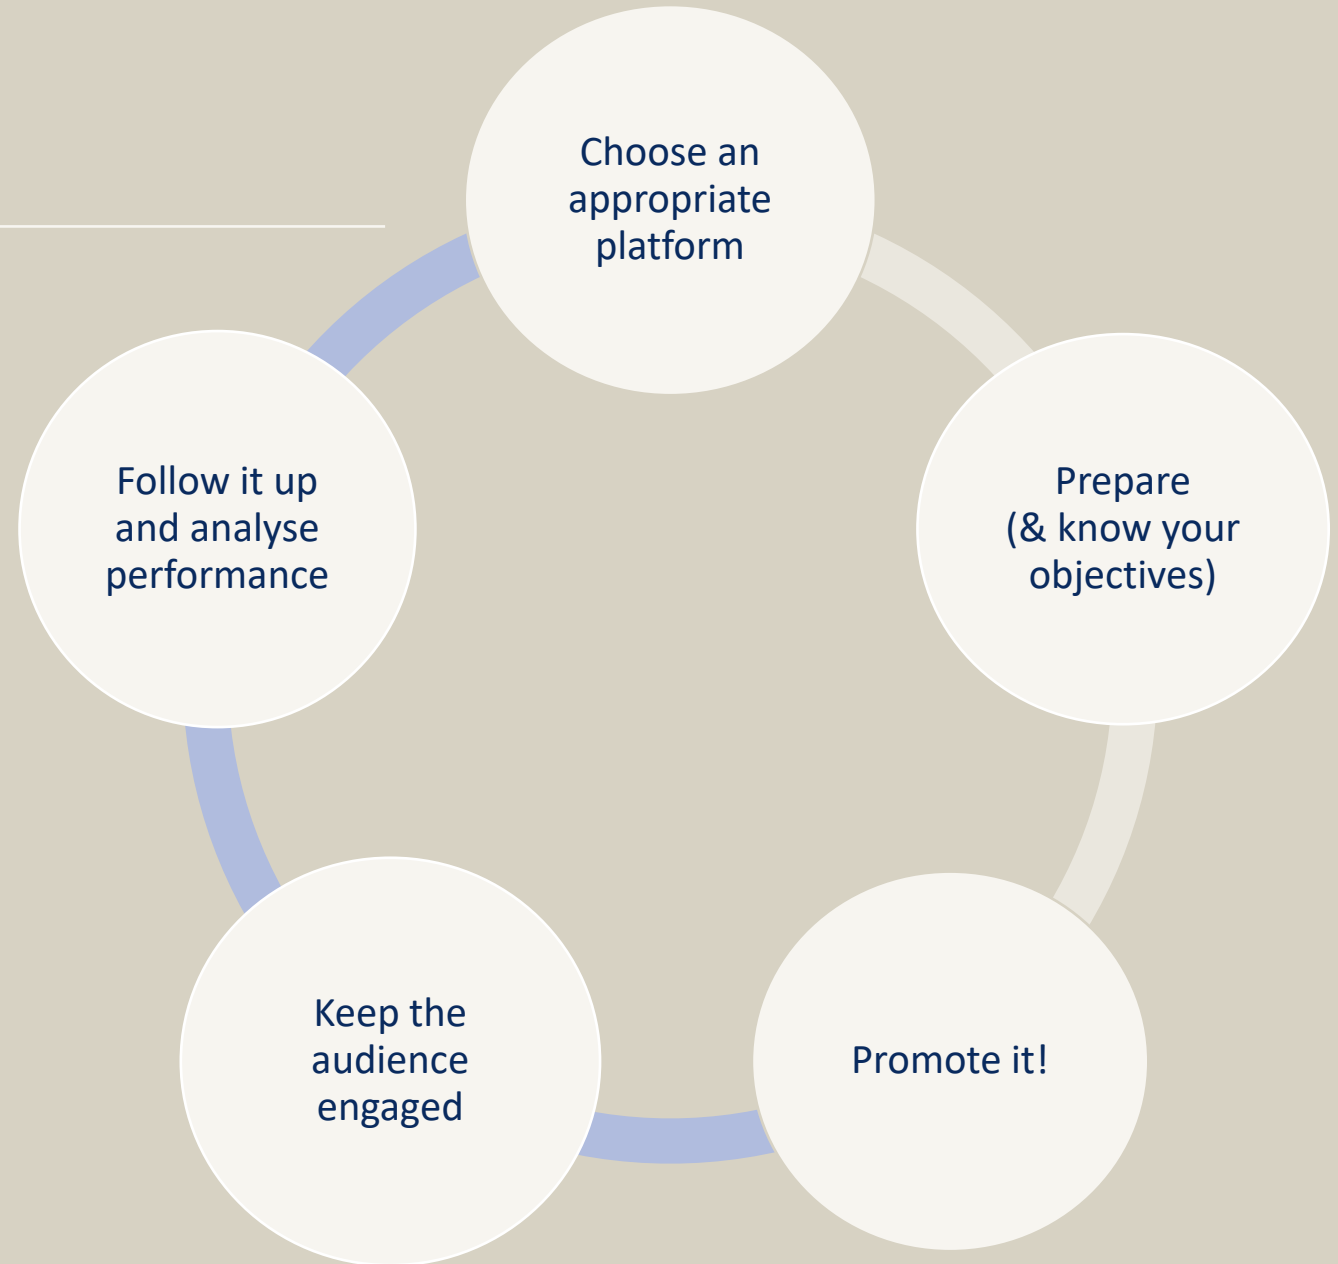 Choose an
appropriate
platform
Prepare
(& know your
objectives)
Promote it!
Keep the
audience
engaged
Follow it up
and analyse
performance